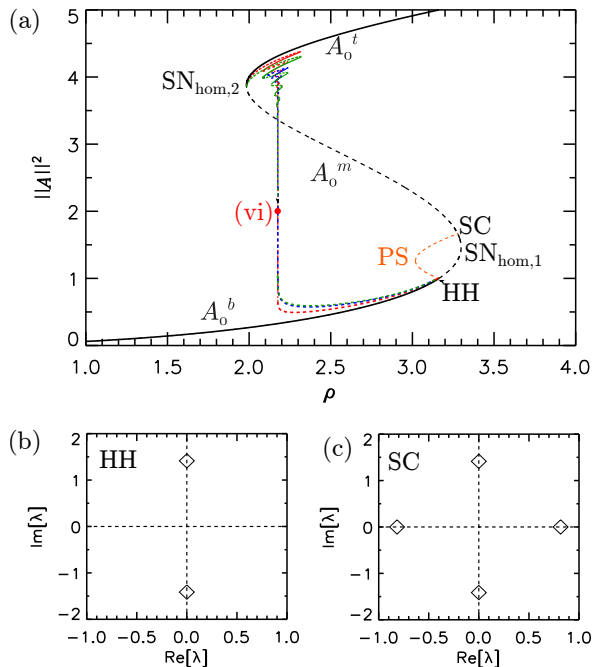 (a)
5
4
3
2
1
0
||A||²
A_o^t
SN_hom,2
A_o^m
(vi)
SC
PS
SN_hom,1
HH
A_o^b
1.0 1.5 2.0 2.5 3.0 3.5 4.0
ρ
(b)
2
1
0
−1
−2
Im[λ]
HH
−1.0 −0.5 0.0 0.5 1.0
Re[λ]
(c)
2
1
0
−1
−2
Im[λ]
SC
−1.0 −0.5 0.0 0.5 1.0
Re[λ]